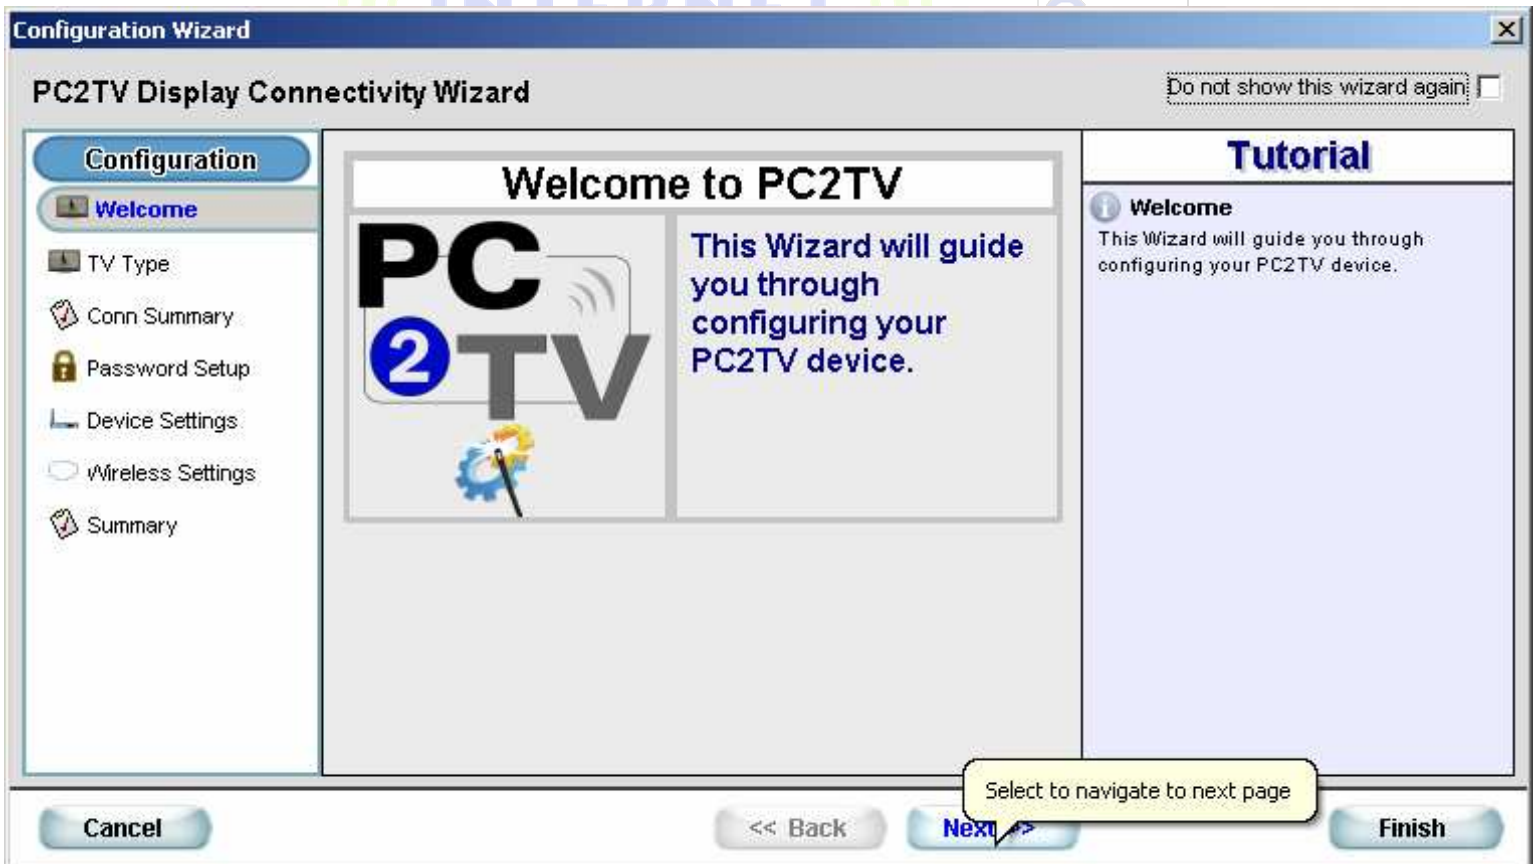 INTERNET
Configuration Wizard
PC2TV Display Connectivity Wizard
Do not show this wizard again
Configuration
Welcome
TV Type
Conn Summary
Password Setup
Device Settings
Wireless Settings
Summary
Welcome to PC2TV
PC
2TV
This Wizard will guide
you through
configuring your
PC2TV device.
Tutorial
Welcome
This Wizard will guide you through
configuring your PC2TV device.
Select to navigate to next page
Cancel
<< Back
Next >>
Finish